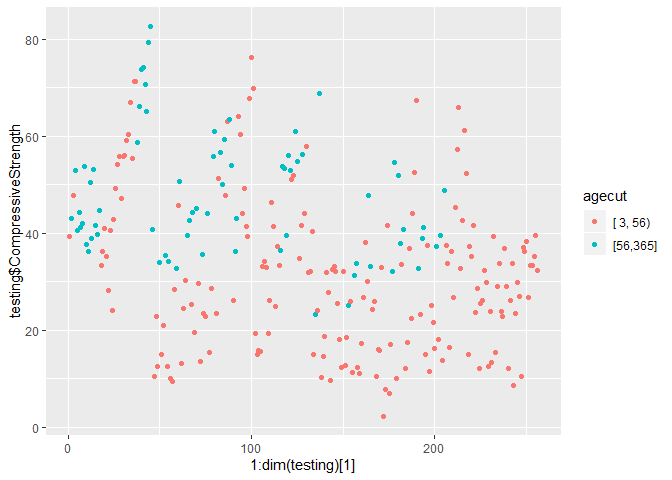 80
60
40
20
0
testing$CompressiveStrength
0
100
200
1:dim(testing)[1]
agecut
[ 3, 56)
[56,365]